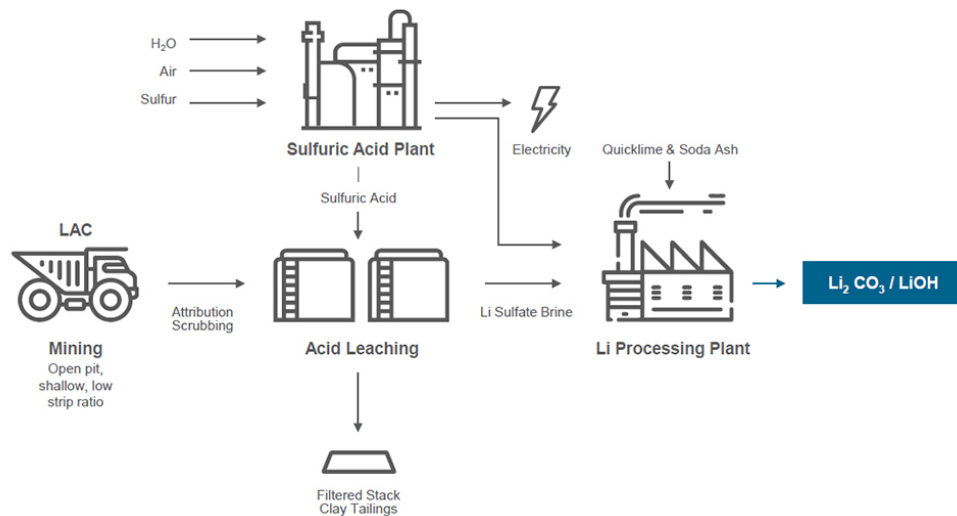 H₂O
Air
Sulfur
Sulfuric Acid Plant
Electricity
Quicklime & Soda Ash
Sulfuric Acid
LAC
Attribution
Scrubbing
Li Sulfate Brine
Li₂ CO₃ / LiOH
Mining
Open pit,
shallow, low
strip ratio
Acid Leaching
Li Processing Plant
Filtered Stack
Clay Tailings